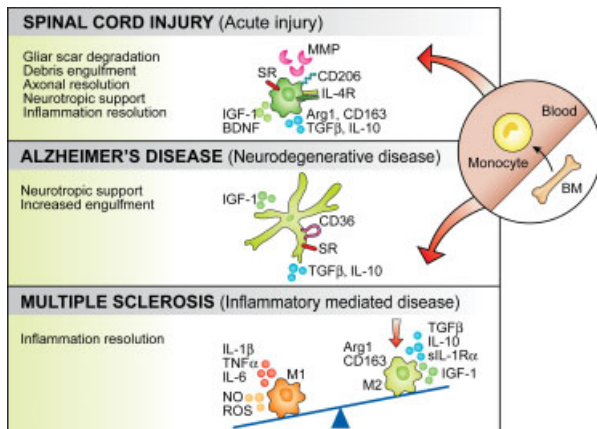 SPINAL CORD INJURY (Acute injury)
Gliar scar degradation
Debris engulfment
Axonal resolution
Neurotropic support
Inflammation resolution
MMP
SR
CD206
IL-4R
IGF-1
BDNF
Arg1, CD163
TGFβ, IL-10
Blood
Monocyte
BM
ALZHEIMER'S DISEASE (Neurodegenerative disease)
Neurotropic support
Increased engulfment
IGF-1
CD36
SR
TGFβ, IL-10
MULTIPLE SCLEROSIS (Inflammatory mediated disease)
Inflammation resolution
IL-1β
TNFα
IL-6
NO
ROS
M1
Arg1
CD163
M2
TGFβ
IL-10
sIL-1Rα
IGF-1